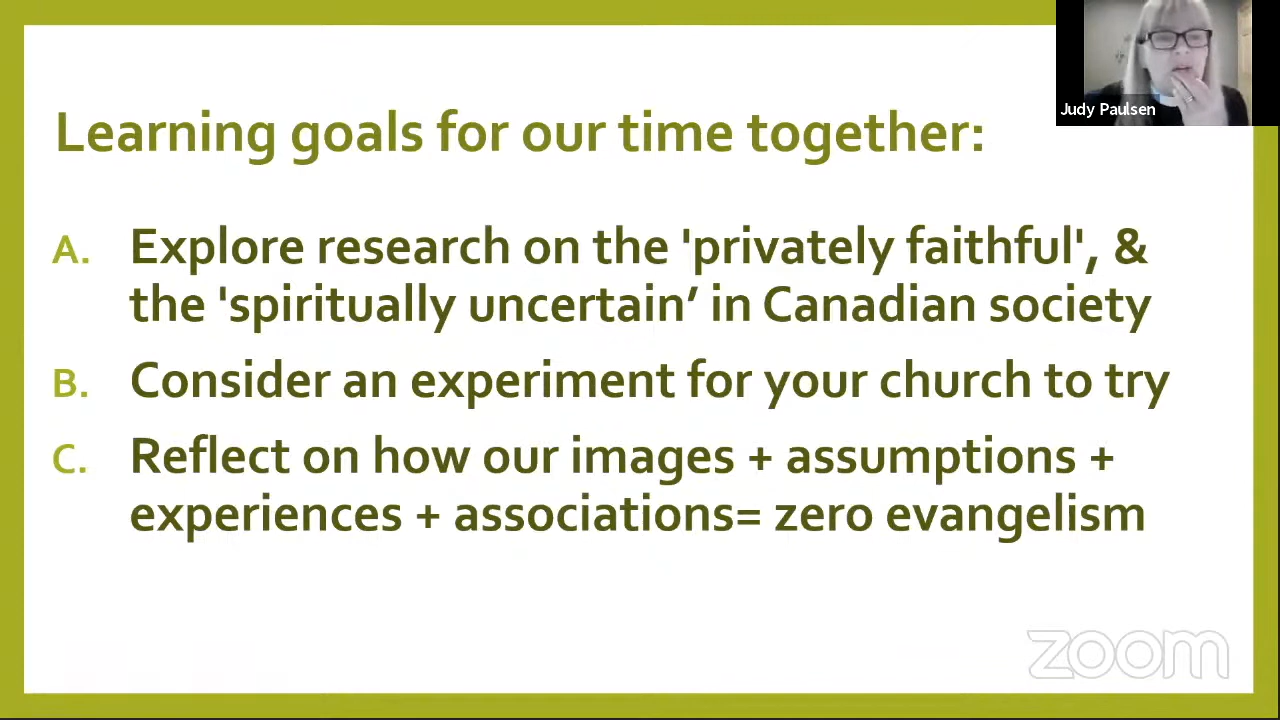 Judy Paulsen
Learning goals for our time together:
A. Explore research on the 'privately faithful', &
the 'spiritually uncertain’ in Canadian society
B. Consider an experiment for your church to try
C. Reflect on how our images + assumptions +
experiences + associations= zero evangelism
zoom